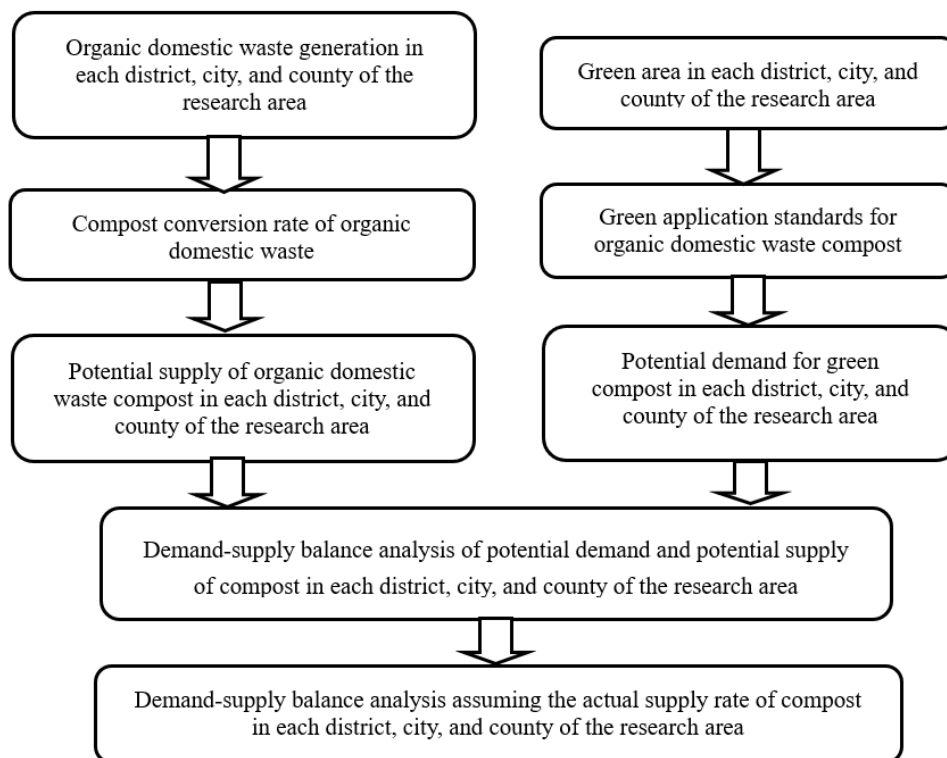 Organic domestic waste generation in
each district, city, and county of the
research area
Green area in each district, city, and
county of the research area
Compost conversion rate of organic
domestic waste
Green application standards for
organic domestic waste compost
Potential supply of organic domestic
waste compost in each district, city, and
county of the research area
Potential demand for green
compost in each district, city, and
county of the research area
Demand-supply balance analysis of potential demand and potential supply
of compost in each district, city, and county of the research area
Demand-supply balance analysis assuming the actual supply rate of compost
in each district, city, and county of the research area